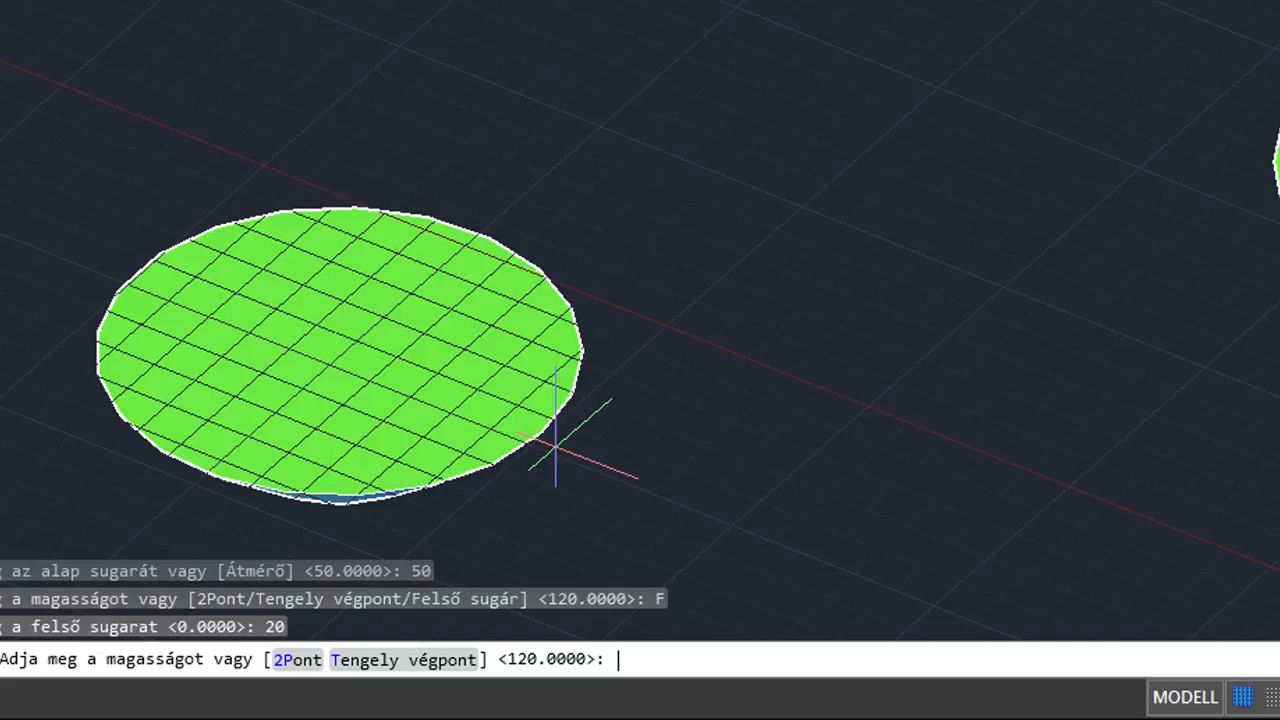 az alap sugarát vagy [Átmérő] <50.0000>: 50
a magasságot vagy [2Pont/Tengely végpont/Felső sugár] <120.0000>: F
a felső sugarat <0.0000>: 20
Adja meg a magasságot vagy [2Pont Tengely végpont] <120.0000>:
MODELL